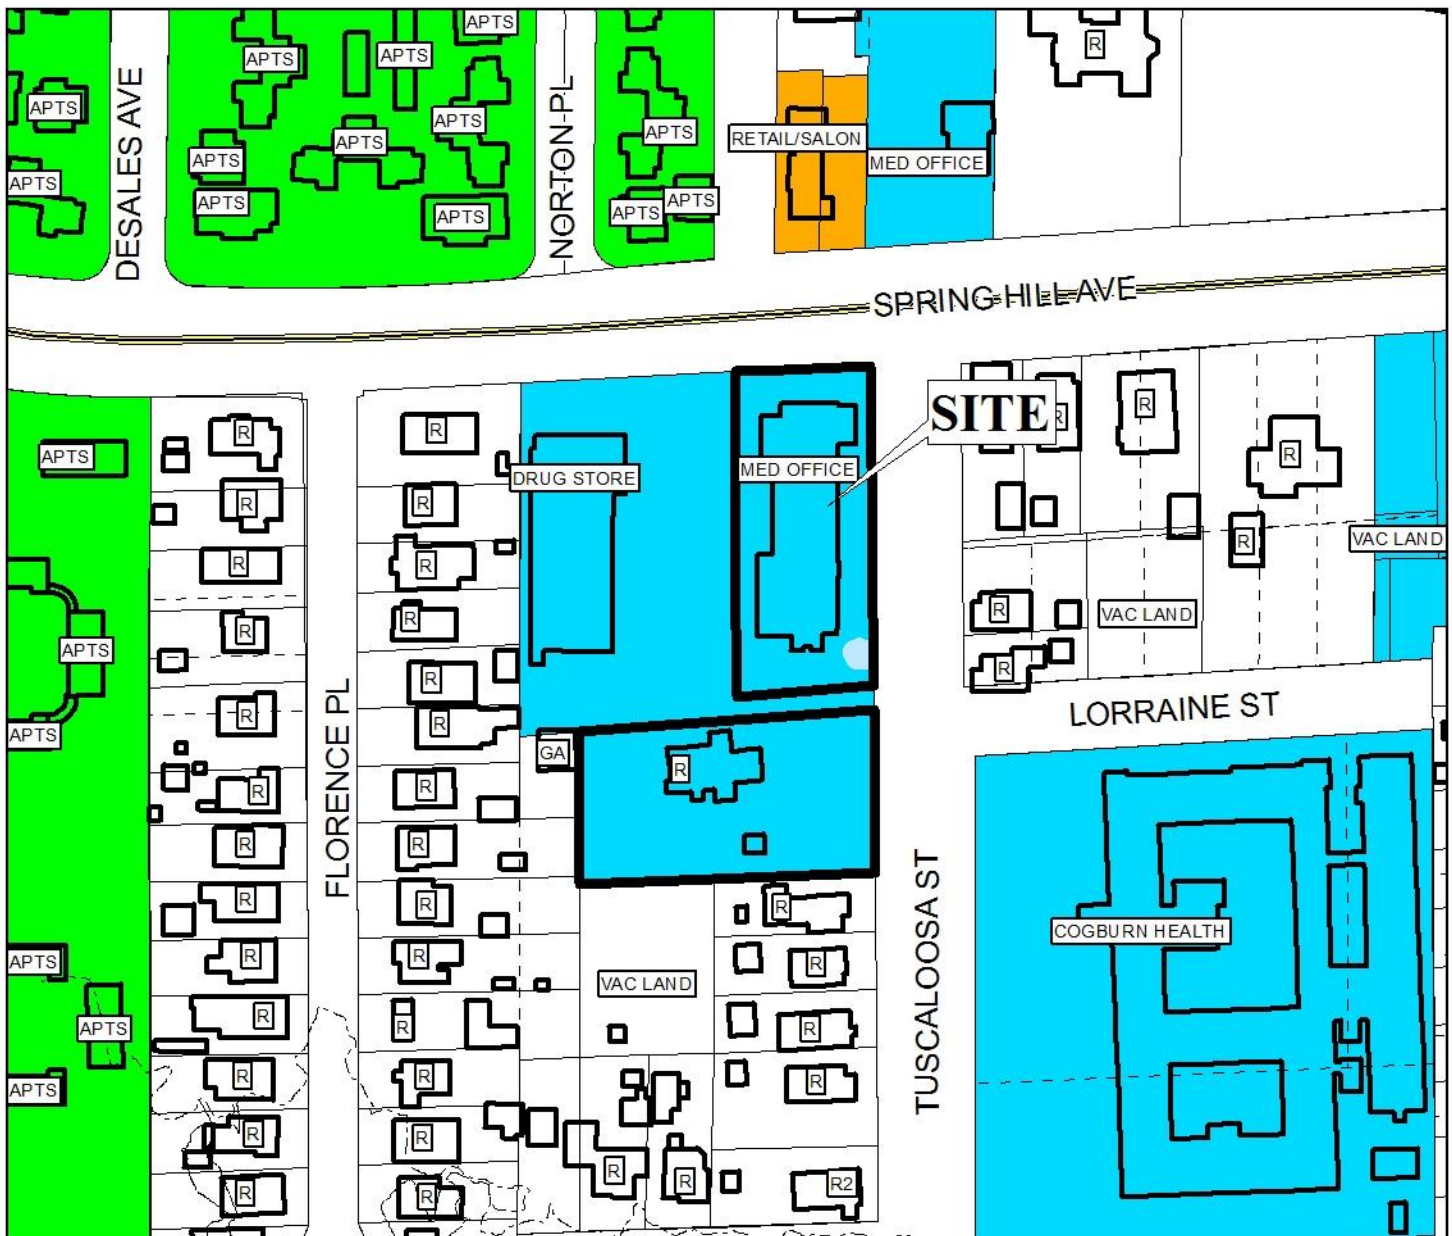 APTS
APTS
APTS
R
APTS
APTS
APTS
APTS
RETAIL/SALON
APTS
APTS
MED OFFICE
APTS
APTS
APTS
APTS
APTS
DESALES AVE
NORTON PL
SPRING HILL AVE
SITE
R
R
R
R
R
APTS
DRUG STORE
MED OFFICE
R
R
R
VAC LAND
R
R
R
R
VAC LAND
R
R
APTS
R
R
LORRAINE ST
R
R
APTS
GA
R
FLORENCE PL
R
R
R
R
R
R
R
TUSCALOOSA ST
COGBURN HEALTH
R
R
R
APTS
VAC LAND
R
R
R
APTS
R
R
R
APTS
R
R
R
R
R2
R
R